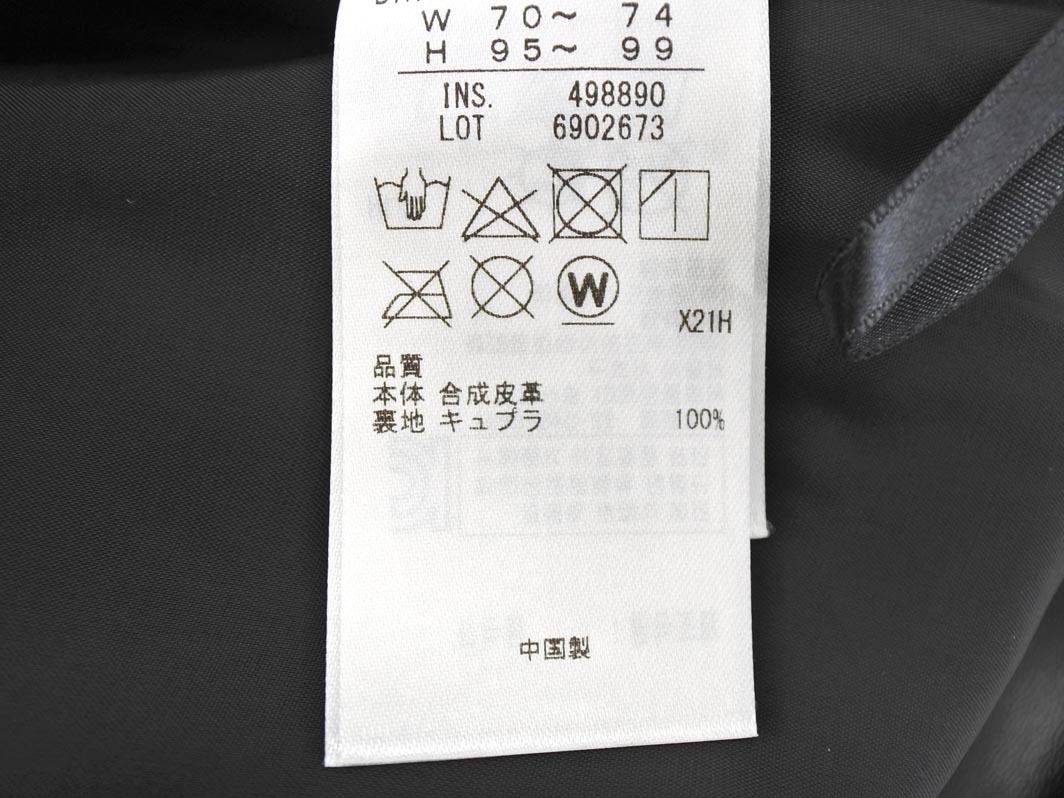 W 70~ 74
H 95~ 99
INS. 498890
LOT 6902673
W
X21H
品質
本体 合成皮革
裏地 キュプラ 100%
中国製